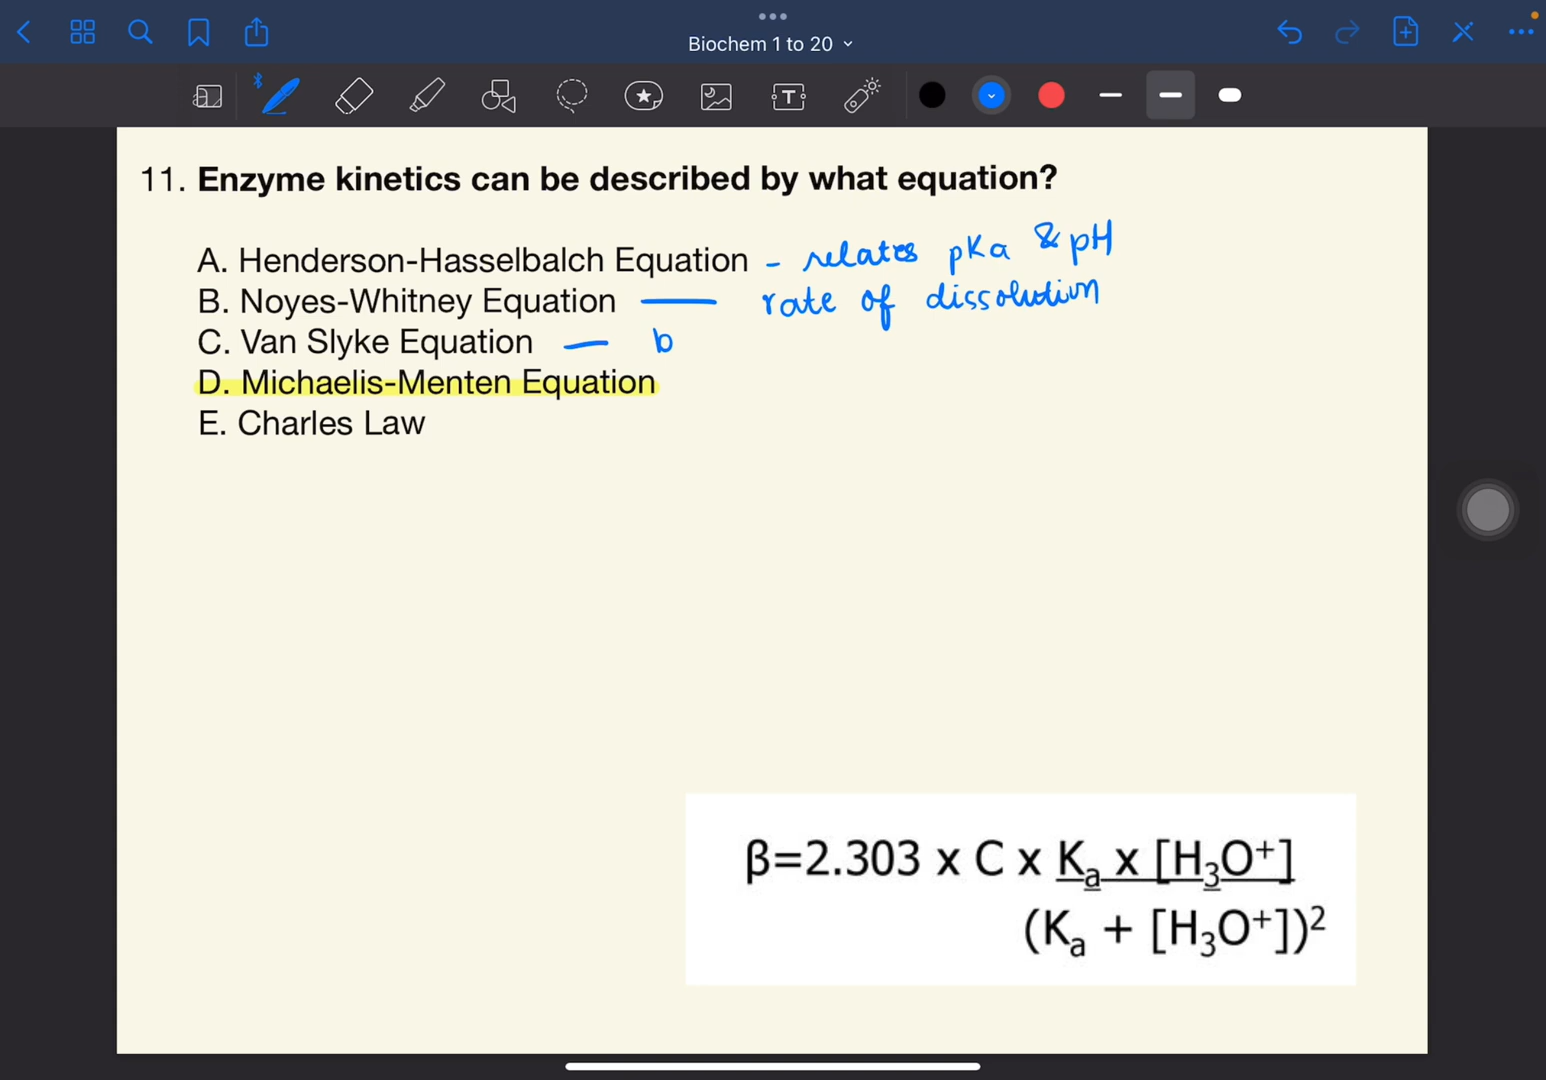 Biochem 1 to 20
11. Enzyme kinetics can be described by what equation?
A. Henderson-Hasselbalch Equation - relates pKa & pH
B. Noyes-Whitney Equation — rate of dissolution
C. Van Slyke Equation — b
D. Michaelis-Menten Equation
E. Charles Law
β=2.303 x C x Ka x [H3O+]
(Ka + [H3O+])2